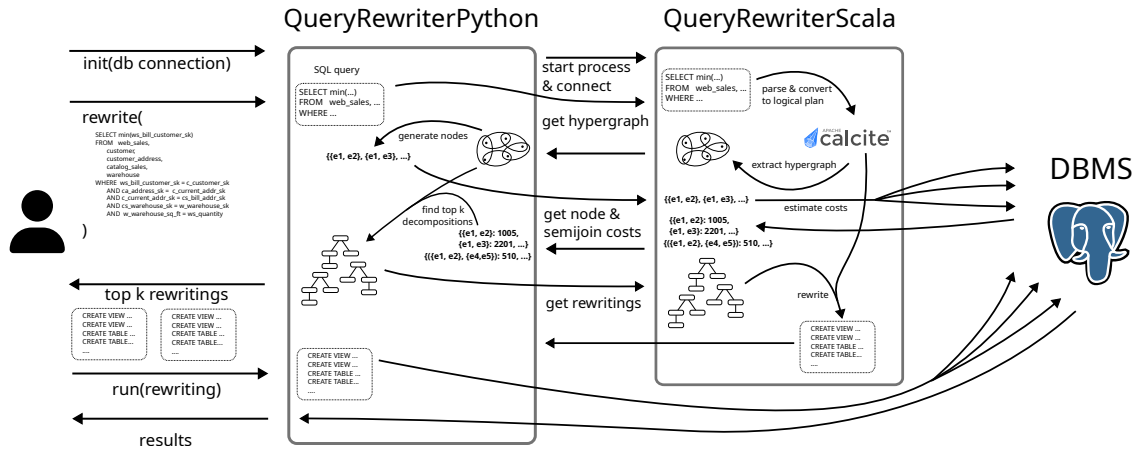 QueryRewriterPython
QueryRewriterScala
init(db connection)
rewrite(
SELECT min(ws_bill_customer_sk)
FROM web_sales,
customer,
customer_address,
catalog_sales,
warehouse
WHERE ws_bill_customer_sk = c_customer_sk
AND ca_address_sk = c_current_addr_sk
AND c_current_addr_sk = cs_bill_addr_sk
AND cs_warehouse_sk = w_warehouse_sk
AND w_warehouse_sq_ft = ws_quantity
)
top k rewritings
CREATE VIEW ...
CREATE VIEW ...
CREATE TABLE ...
CREATE TABLE...
....
CREATE VIEW ...
CREATE VIEW ...
CREATE TABLE ...
CREATE TABLE...
....
run(rewriting)
results
SQL query
SELECT min(...)
FROM web_sales, ...
WHERE ...
generate nodes
{{e1, e2}, {e1, e3}, ...}
find top k
decompositions
{{e1, e2}: 1005,
{e1, e3}: 2201, ...}
{({e1, e2}, {e4,e5}): 510, ...}
CREATE VIEW ...
CREATE VIEW ...
CREATE TABLE ...
CREATE TABLE...
....
start process
& connect
get hypergraph
get node &
semijoin costs
get rewritings
SELECT min(...)
FROM web_sales, ...
WHERE ...
parse & convert
to logical plan
APACHE
calcite
extract hypergraph
{{e1, e2}, {e1, e3}, ...}
estimate costs
{{e1, e2}: 1005,
{e1, e3}: 2201, ...}
{({e1, e2}, {e4, e5}): 510, ...}
rewrite
CREATE VIEW ...
CREATE VIEW ...
CREATE TABLE ...
CREATE TABLE...
....
DBMS